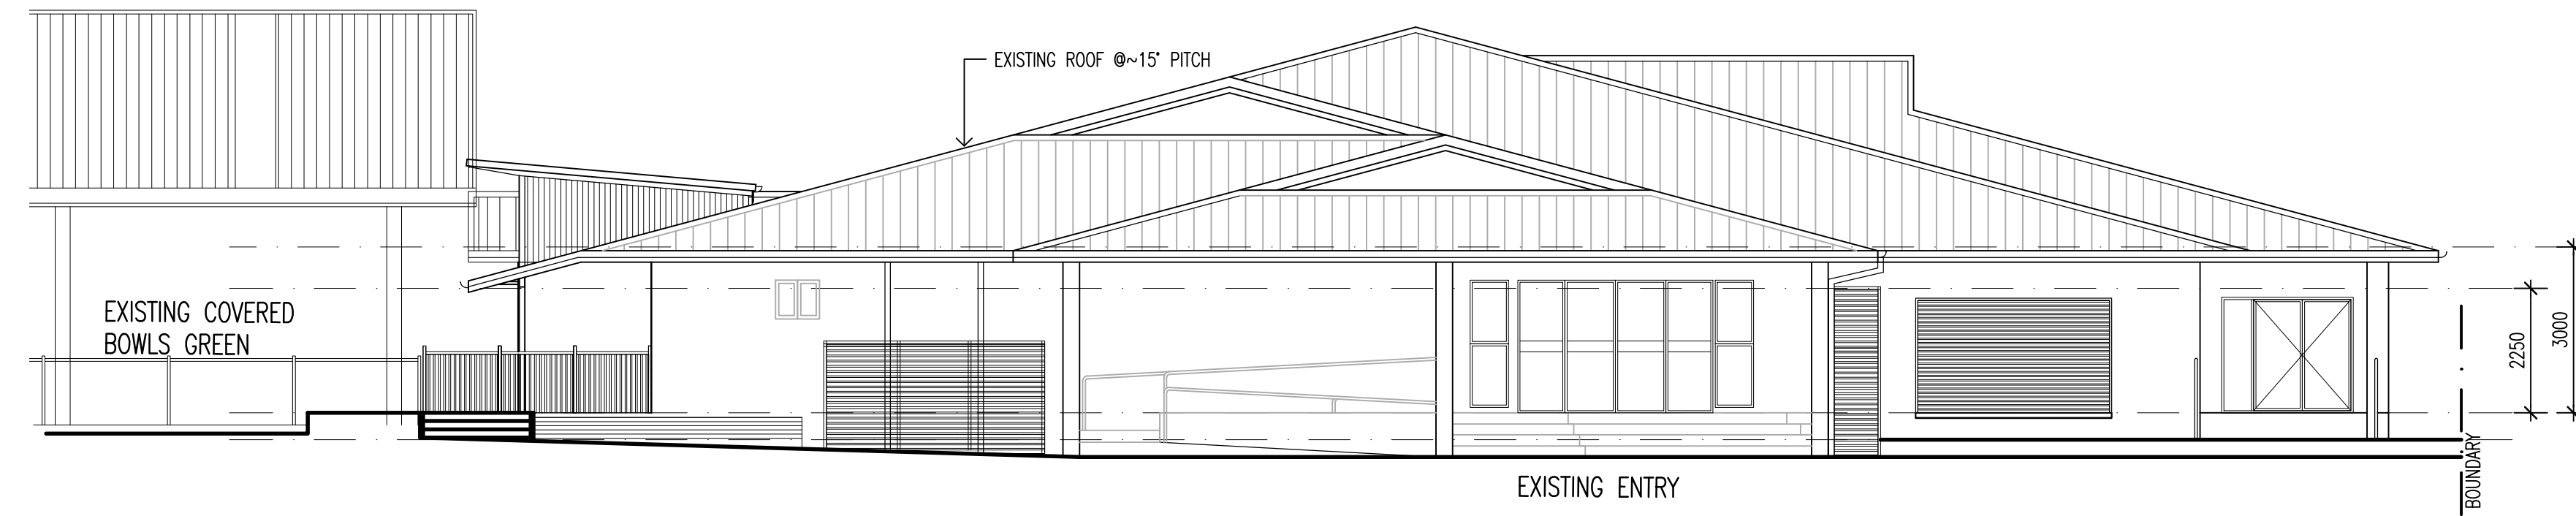 EXISTING ROOF @~15° PITCH
EXISTING COVERED
BOWLS GREEN
2250
3000
BOUNDARY
EXISTING ENTRY